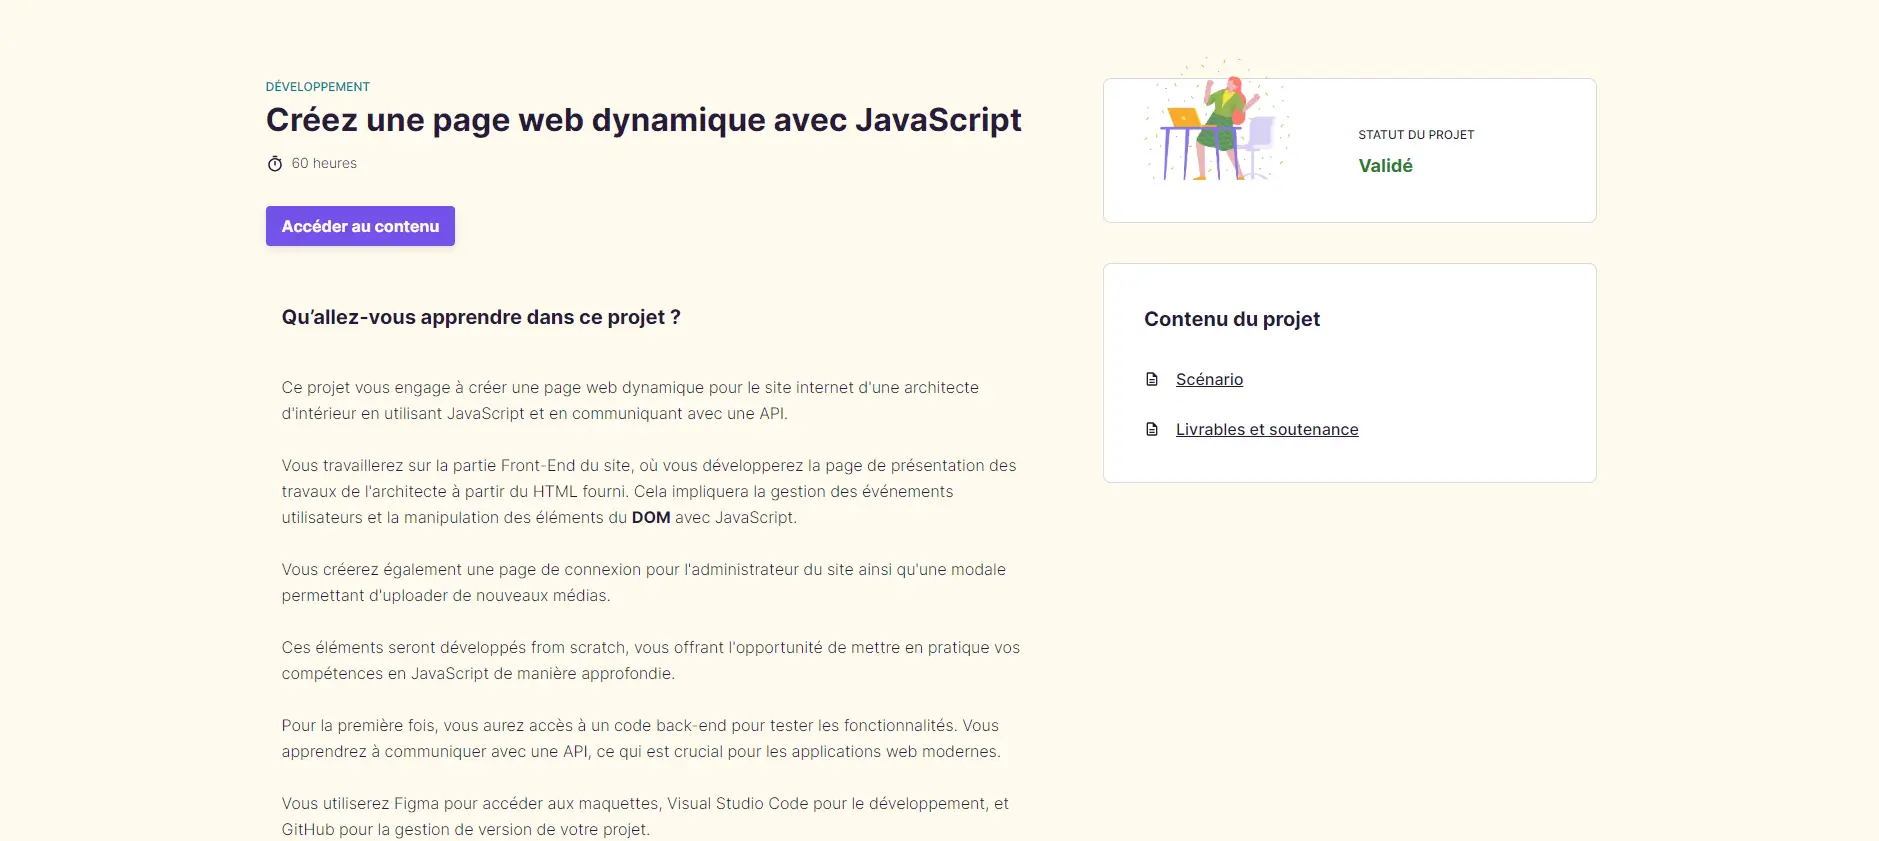 DÉVELOPPEMENT
Créez une page web dynamique avec JavaScript
60 heures
Accéder au contenu
Qu’allez-vous apprendre dans ce projet ?
Ce projet vous engage à créer une page web dynamique pour le site internet d'une architecte
d'intérieur en utilisant JavaScript et en communiquant avec une API.
Vous travaillerez sur la partie Front-End du site, où vous développerez la page de présentation des
travaux de l'architecte à partir du HTML fourni. Cela impliquera la gestion des événements
utilisateurs et la manipulation des éléments du DOM avec JavaScript.
Vous créerez également une page de connexion pour l'administrateur du site ainsi qu'une modale
permettant d'uploader de nouveaux médias.
Ces éléments seront développés from scratch, vous offrant l'opportunité de mettre en pratique vos
compétences en JavaScript de manière approfondie.
Pour la première fois, vous aurez accès à un code back-end pour tester les fonctionnalités. Vous
apprendrez à communiquer avec une API, ce qui est crucial pour les applications web modernes.
Vous utiliserez Figma pour accéder aux maquettes, Visual Studio Code pour le développement, et
GitHub pour la gestion de version de votre projet.
STATUT DU PROJET
Validé
Contenu du projet
Scénario
Livrables et soutenance